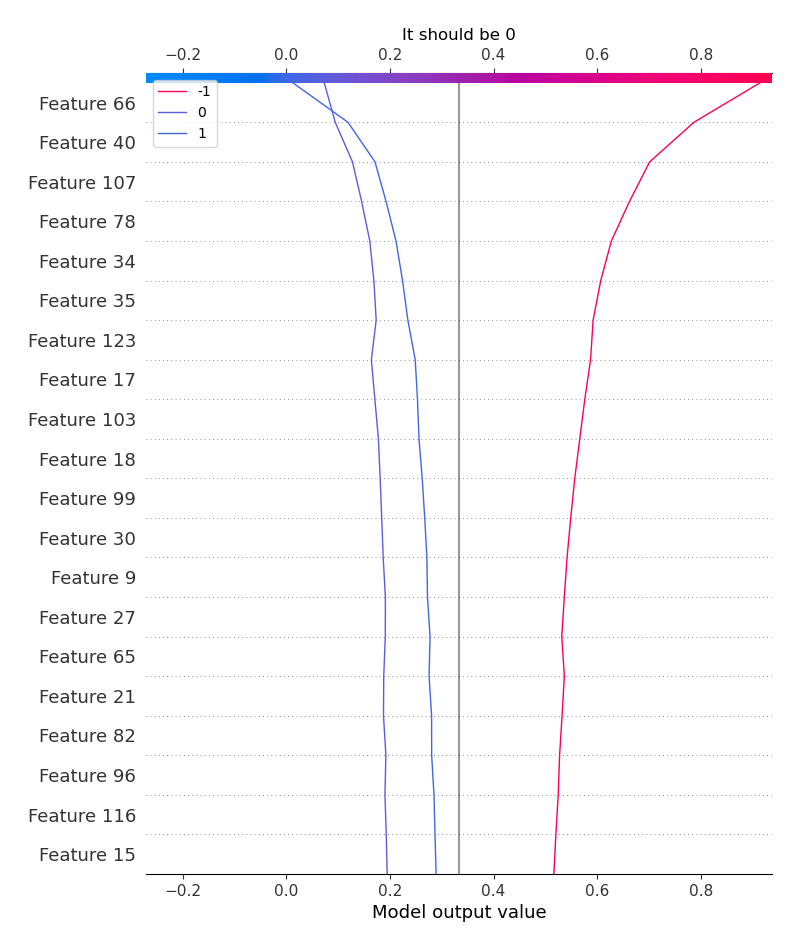 It should be 0
−0.2 0.0 0.2 0.4 0.6 0.8
-1
0
1
Feature 66
Feature 40
Feature 107
Feature 78
Feature 34
Feature 35
Feature 123
Feature 17
Feature 103
Feature 18
Feature 99
Feature 30
Feature 9
Feature 27
Feature 65
Feature 21
Feature 82
Feature 96
Feature 116
Feature 15
−0.2 0.0 0.2 0.4 0.6 0.8
Model output value